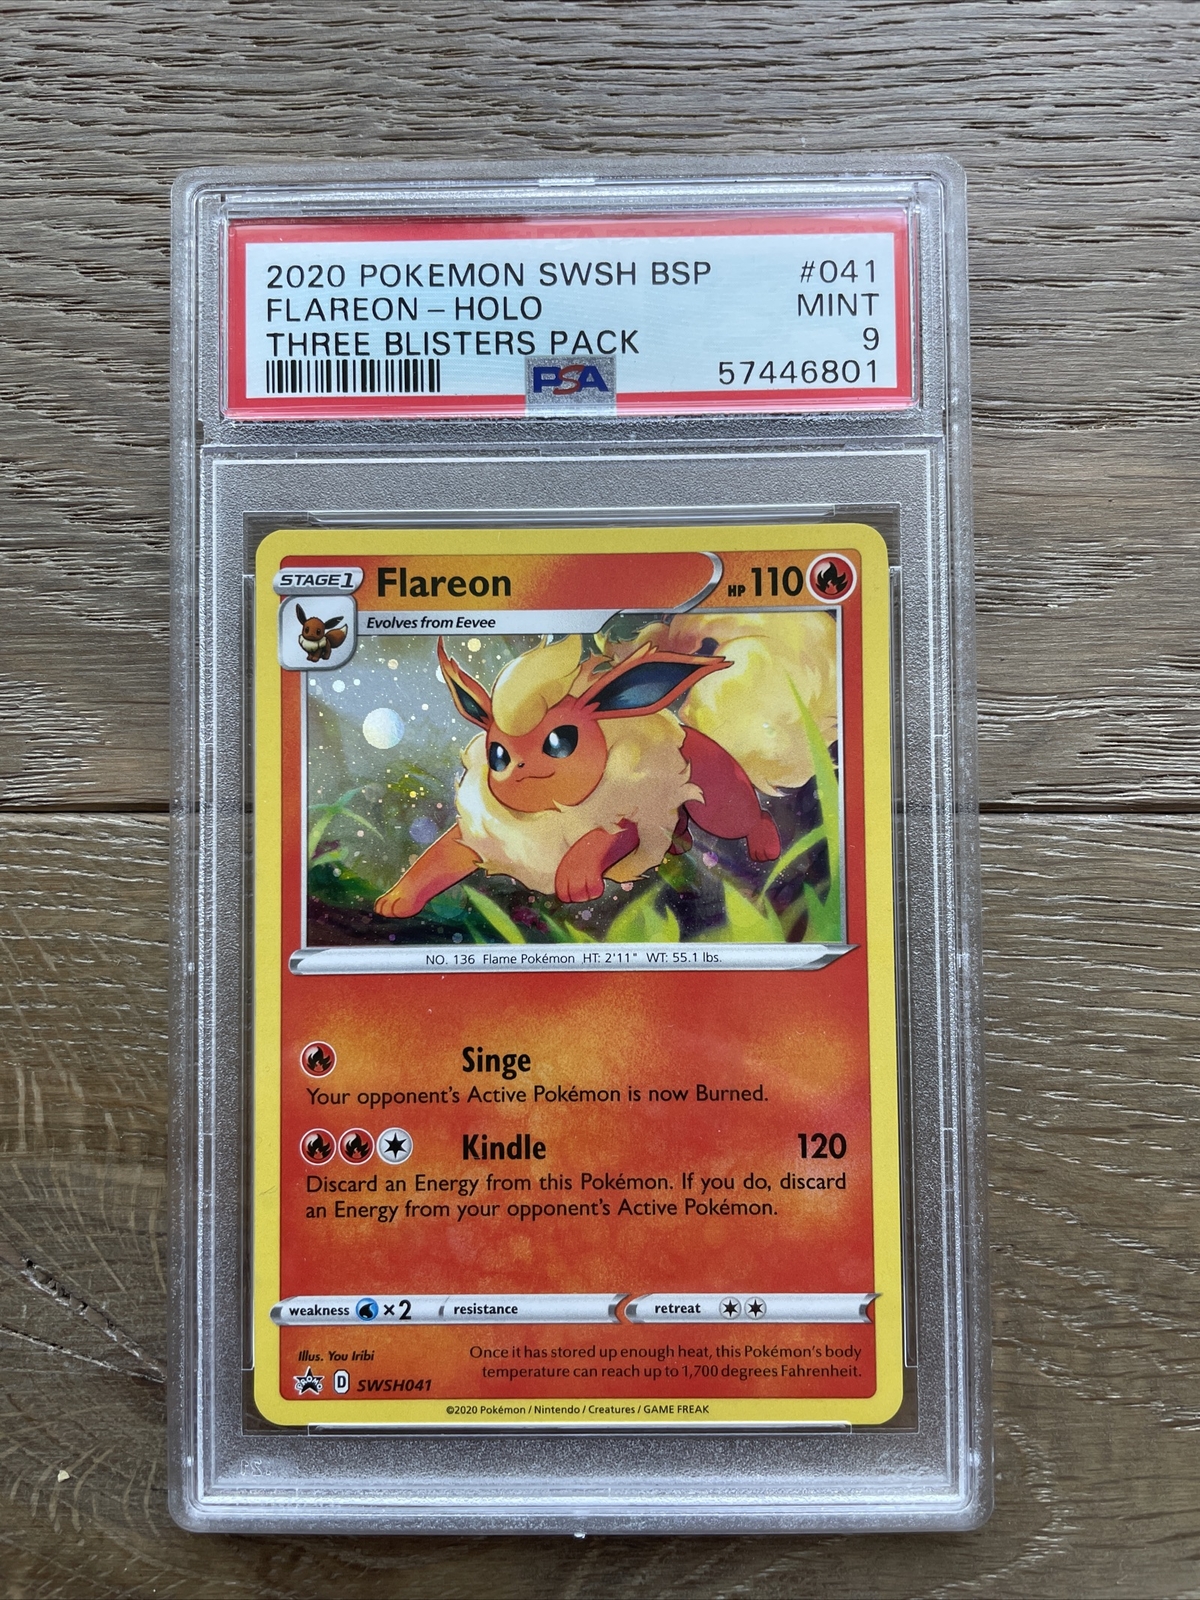 2020 POKEMON SWSH BSP #041
FLAREON - HOLO MINT
THREE BLISTERS PACK 9
PSA 57446801
STAGE 1 Flareon HP 110
Evolves from Eevee
NO. 136 Flame Pokémon HT: 2'11" WT: 55.1 lbs.
Singe
Your opponent's Active Pokémon is now Burned.
Kindle 120
Discard an Energy from this Pokémon. If you do, discard
an Energy from your opponent's Active Pokémon.
weakness ×2 resistance retreat
Illus. You Iribi
Once it has stored up enough heat, this Pokémon's body
temperature can reach up to 1,700 degrees Fahrenheit.
PROMO D SWSH041
©2020 Pokémon / Nintendo / Creatures / GAME FREAK